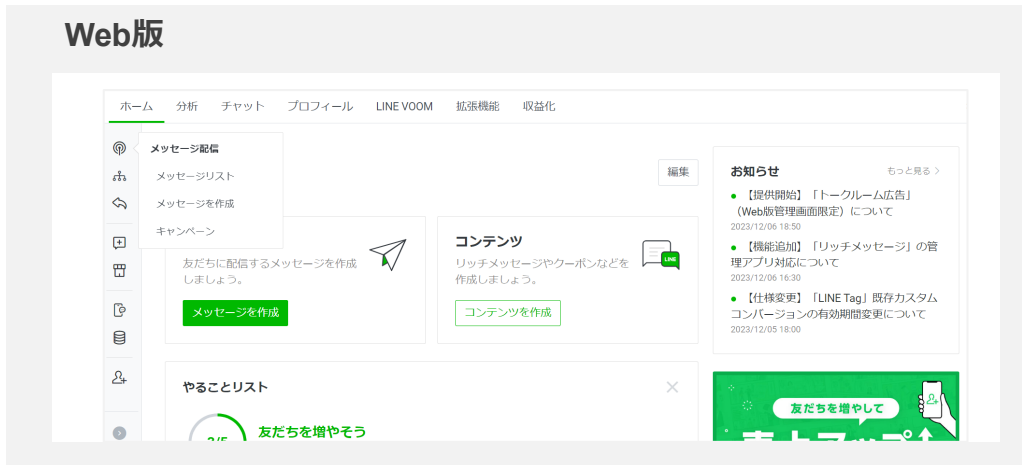 Web版
ホーム 分析 チャット プロフィール LINE VOOM 拡張機能 収益化
メッセージ配信
メッセージリスト
メッセージを作成
キャンペーン
編集
友だちに配信するメッセージを作成
しましょう。
メッセージを作成
コンテンツ
リッチメッセージやクーポンなどを
作成しましょう。
LINE
コンテンツを作成
お知らせ
もっと見る
【提供開始】「トークルーム広告」
（Web版管理画面限定）について
2023/12/06 18:50
【機能追加】「リッチメッセージ」の管
理アプリ対応について
2023/12/06 16:30
【仕様変更】「LINE Tag」既存カスタム
コンバージョンの有効期間変更について
2023/12/05 18:00
やることリスト
友だちを増やそう
友だちを増やして